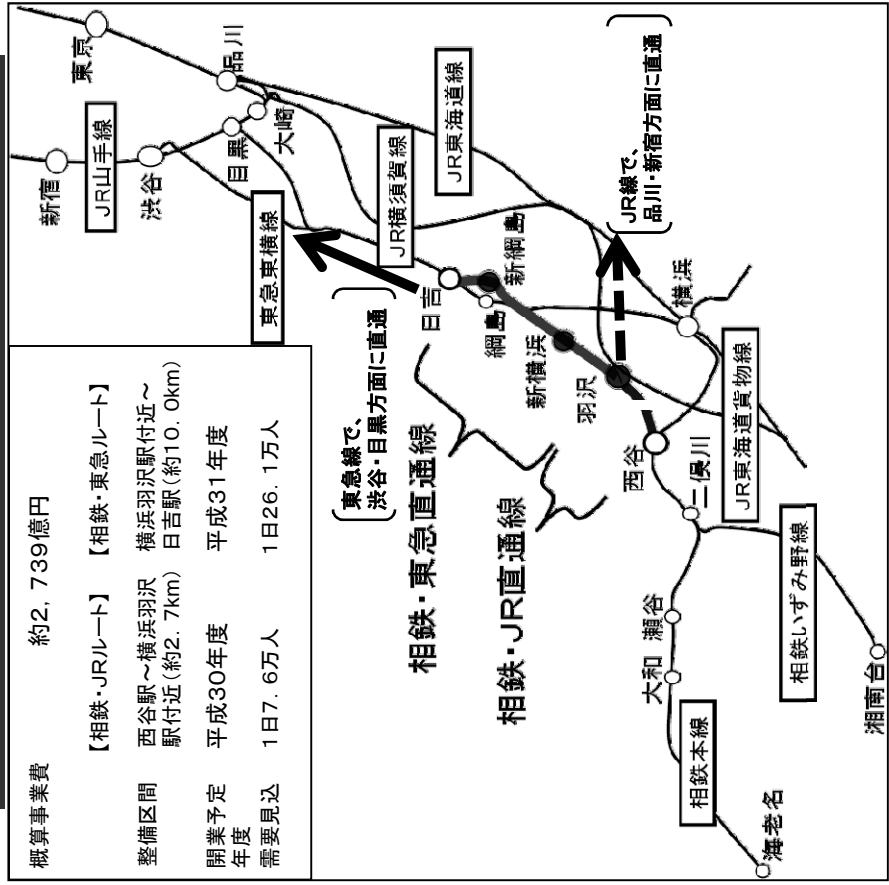 概算事業費 約2，739億円
【相鉄・JRルート】 【相鉄・東急ルート】
整備区間 西谷駅～横浜羽沢 横浜羽沢駅付近～
駅付近（約2．7km） 日吉駅（約10．0km）
開業予定 平成30年度 平成31年度
年度
需要見込 1日7．6万人 1日26．1万人
東京
新宿
JR山手線
品川
渋谷
目黒
大崎
東急東横線
JR横須賀線
JR東海道線
東急線で、
渋谷・目黒方面に直通
JR線で、
品川・新宿方面に直通
日吉
綱島
新綱島
相鉄・東急直通線
新横浜
羽沢
横浜
相鉄・JR直通線
西谷
二俣川
JR東海道貨物線
瀬谷
大和
相鉄いずみ野線
相鉄本線
湘南台
海老名